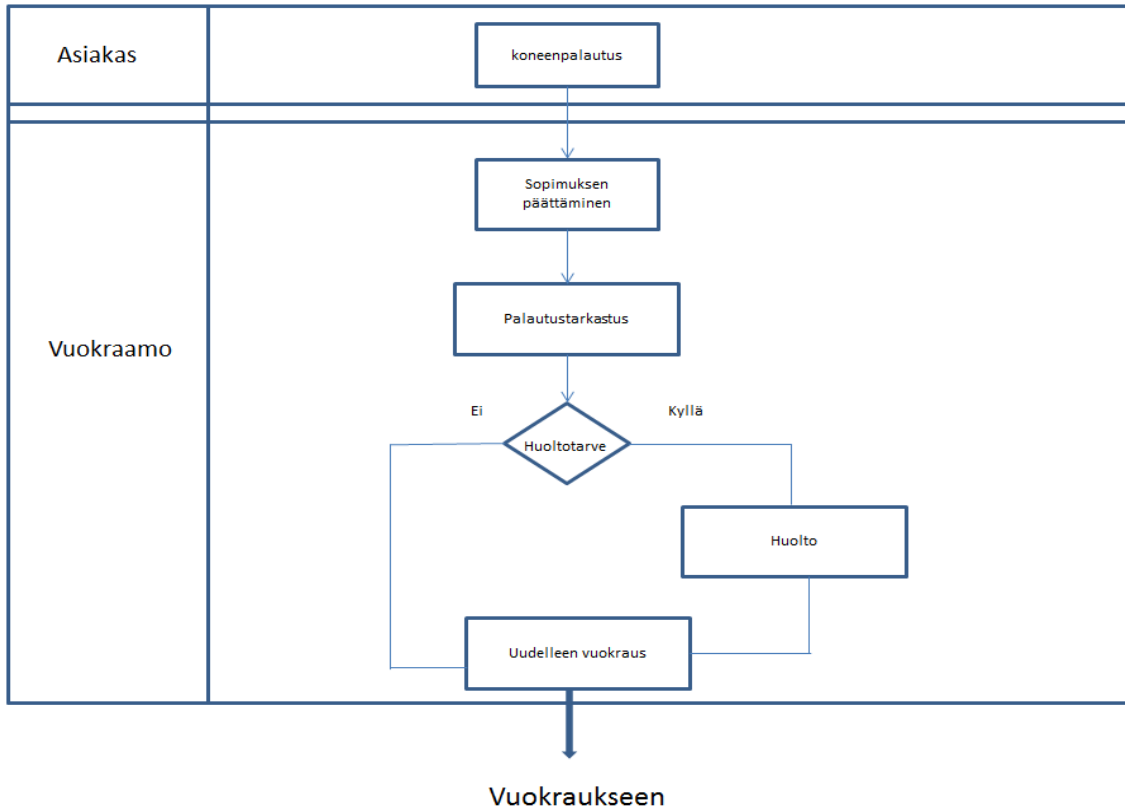 Asiakas
koneenpalautus
Sopimuksen
päättäminen
Palautustarkastus
Vuokraamo
Ei
Kyllä
Huoltotarve
Huolto
Uudelleen vuokraus
Vuokraukseen